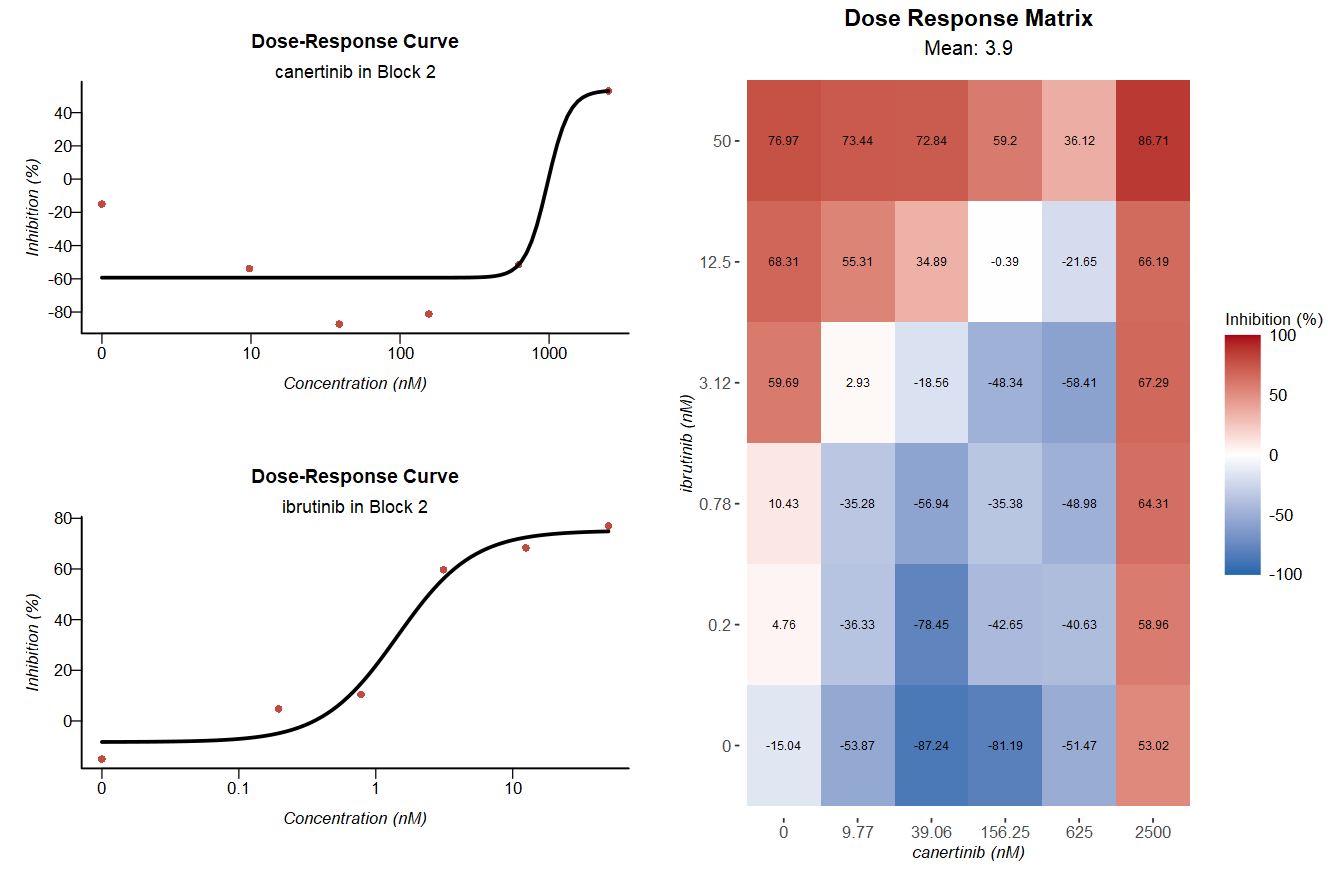 Dose-Response Curve
canertinib in Block 2
Inhibition (%)
40
20
0
-20
-40
-60
-80
0 10 100 1000
Concentration (nM)
Dose-Response Curve
ibrutinib in Block 2
Inhibition (%)
80
60
40
20
0
0 0.1 1 10
Concentration (nM)
Dose Response Matrix
Mean: 3.9
ibrutinib (nM)
50 76.97 73.44 72.84 59.2 36.12 86.71
12.5 68.31 55.31 34.89 -0.39 -21.65 66.19
3.12 59.69 2.93 -18.56 -48.34 -58.41 67.29
0.78 10.43 -35.28 -56.94 -35.38 -48.98 64.31
0.2 4.76 -36.33 -78.45 -42.65 -40.63 58.96
0 -15.04 -53.87 -87.24 -81.19 -51.47 53.02
0 9.77 39.06 156.25 625 2500
canertinib (nM)
Inhibition (%)
100
50
0
-50
-100